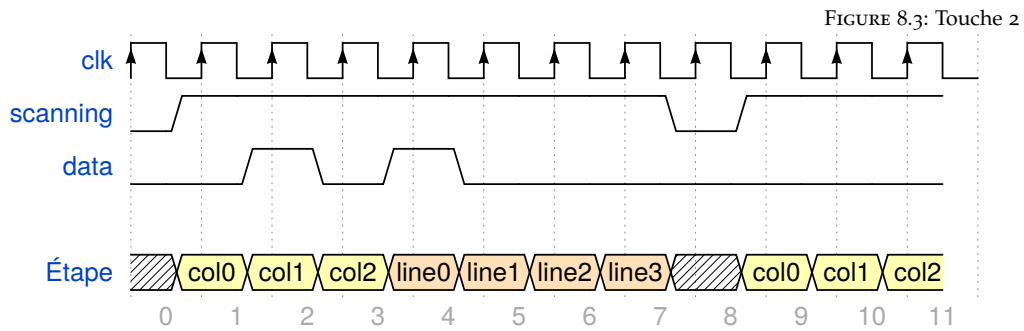 FIGURE 8.3: Touche 2
clk
scanning
data
Étape col0 col1 col2 line0 line1 line2 line3 col0 col1 col2
0 1 2 3 4 5 6 7 8 9 10 11